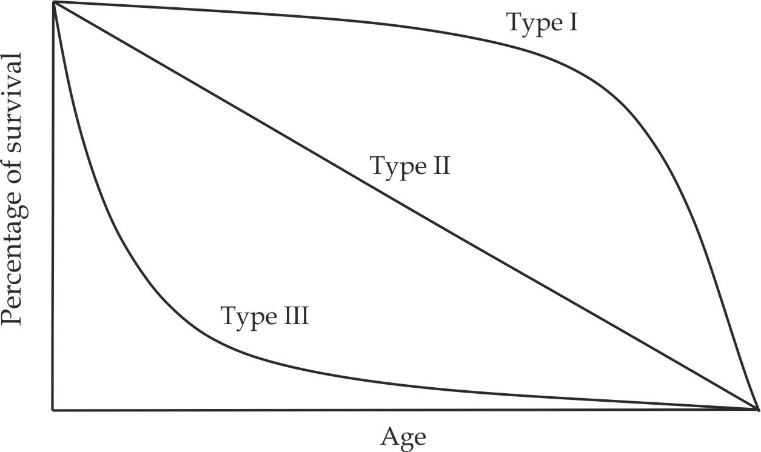 Type I
Type II
Type III
Percentage of survival
Age